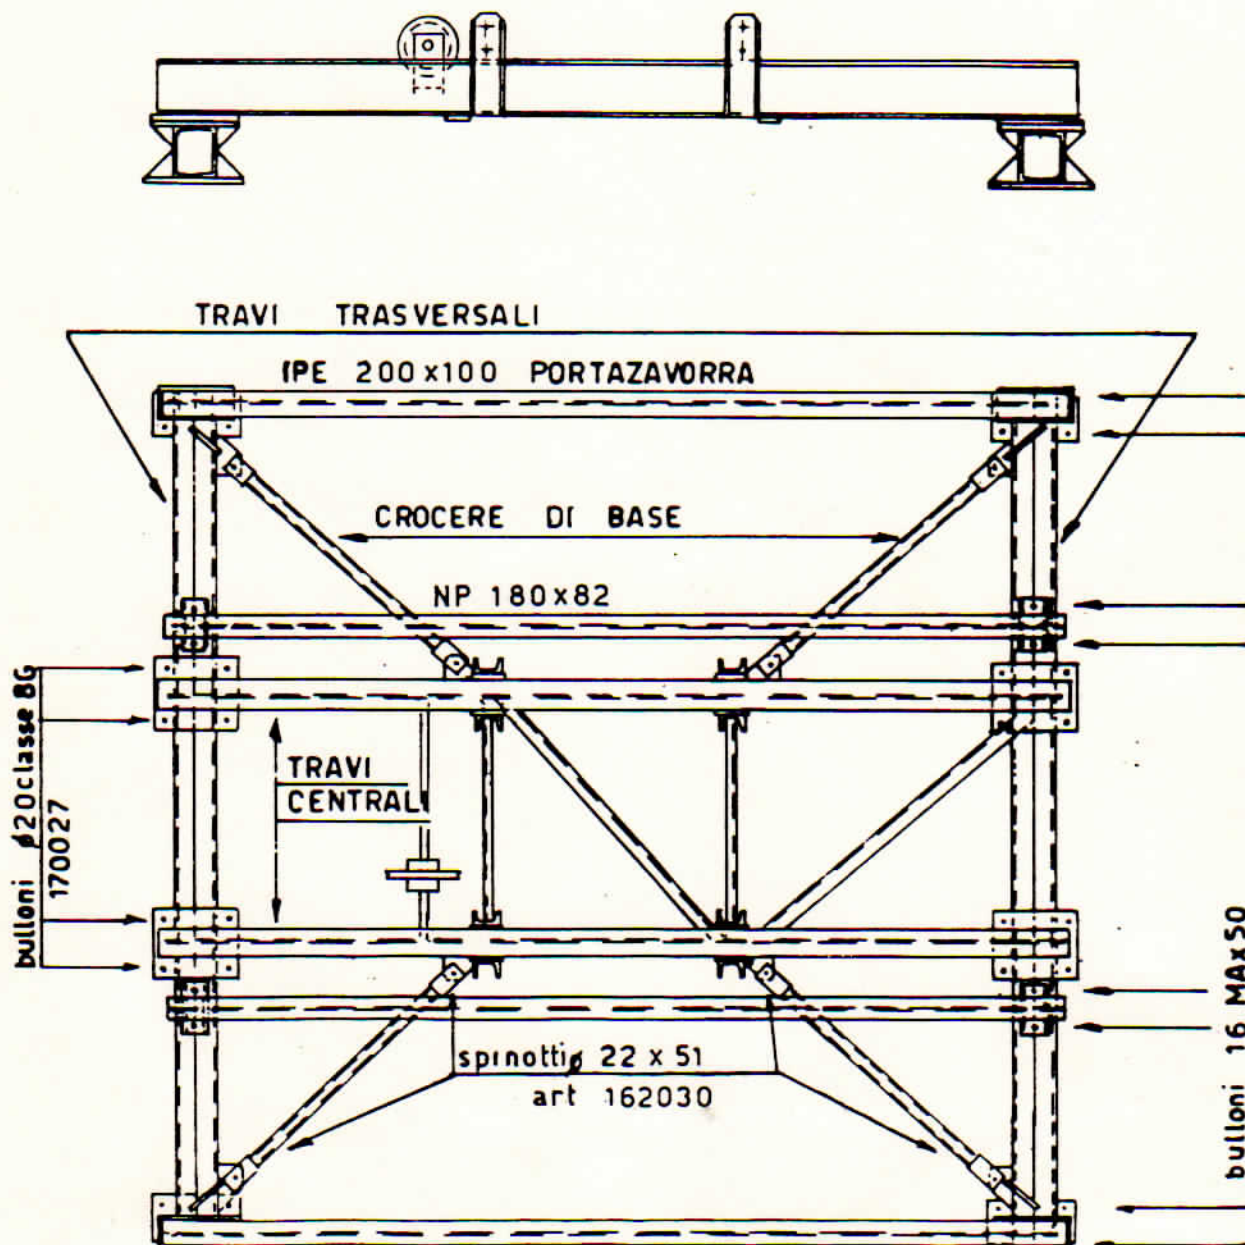 TRAVI TRASVERSALI
IPE 200x100 PORTAZAVORRA
CROCERE DI BASE
NP 180x82
bulloni ø20 classe 8G
170027
TRAVI
CENTRALI
spinotti ø 22 x 51
art 162030
bulloni 16 MAx50